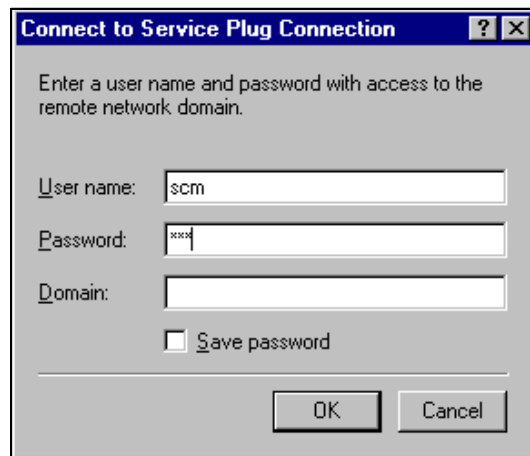 Connect to Service Plug Connection
Enter a user name and password with access to the
remote network domain.
User name: scm
Password: ***
Domain:
Save password
OK Cancel